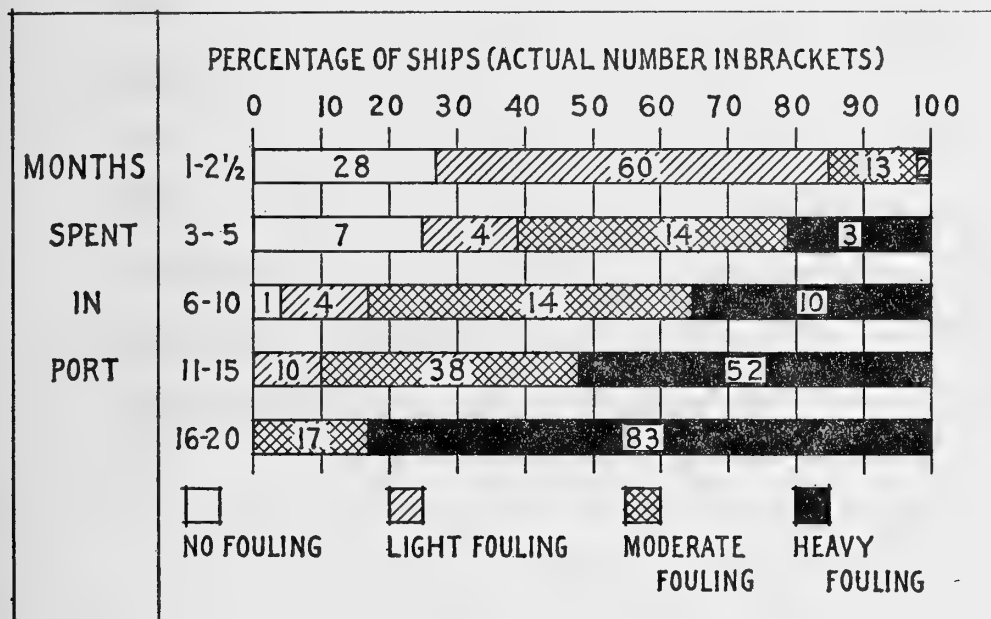 PERCENTAGE OF SHIPS (ACTUAL NUMBER IN BRACKETS)
0 10 20 30 40 50 60 70 80 90 100
MONTHS 1-2½ 28 60 13 2
SPENT 3-5 7 4 14 3
IN 6-10 1 4 14 10
PORT 11-15 10 38 52
16-20 17 83
NO FOULING LIGHT FOULING MODERATE FOULING HEAVY FOULING